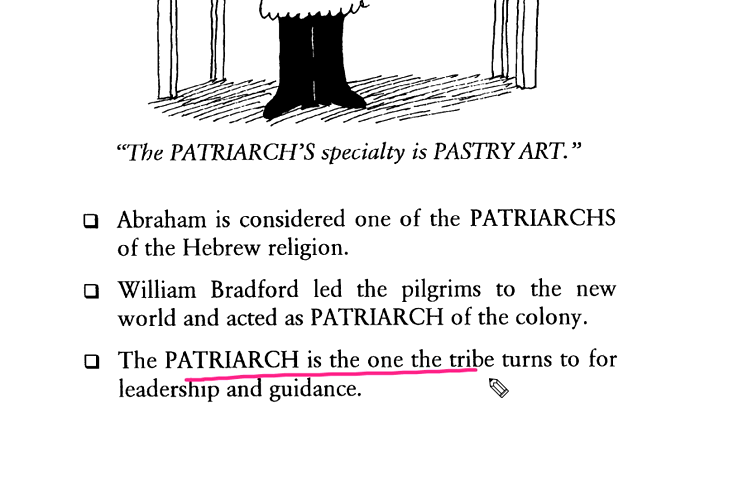 “The PATRIARCH’S specialty is PASTRY ART.”
❑ Abraham is considered one of the PATRIARCHS
of the Hebrew religion.
❑ William Bradford led the pilgrims to the new
world and acted as PATRIARCH of the colony.
❑ The PATRIARCH is the one the tribe turns to for
leadership and guidance.